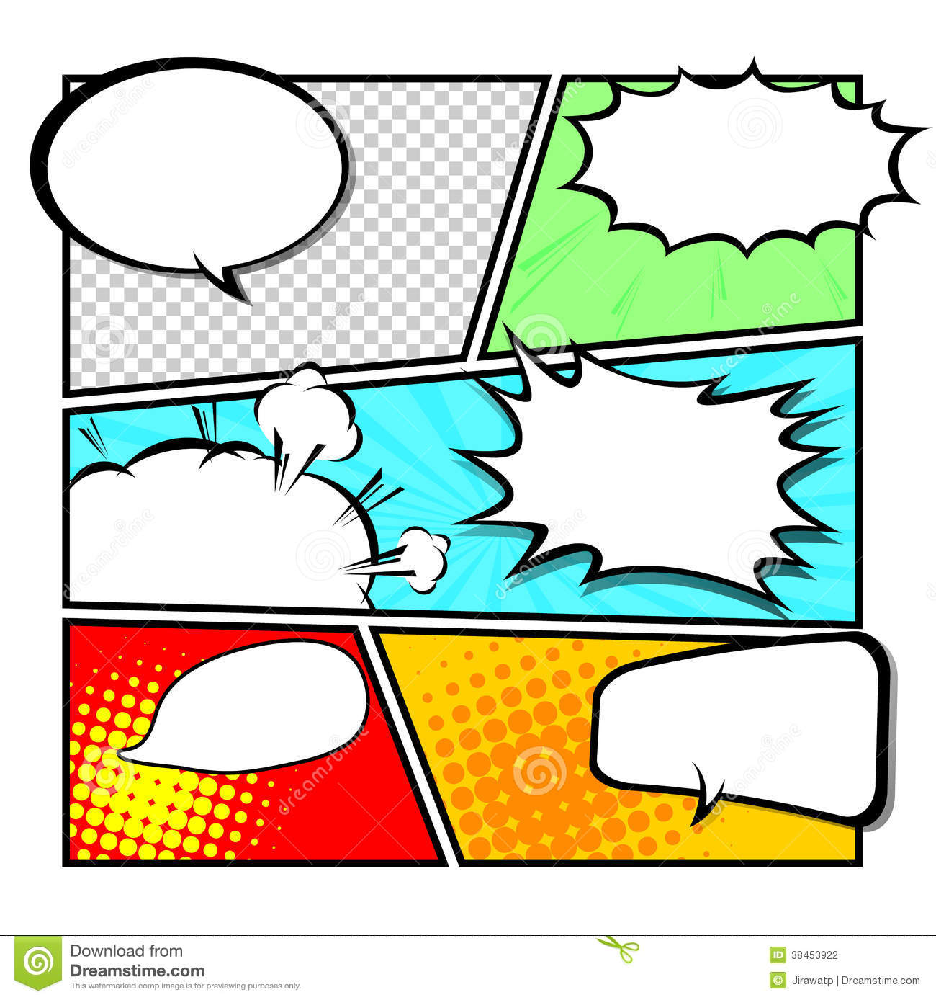 Download from
Dreamstime.com
This watermarked comp image is for previewing purposes only.
ID 38453922
© Jirawatp | Dreamstime.com